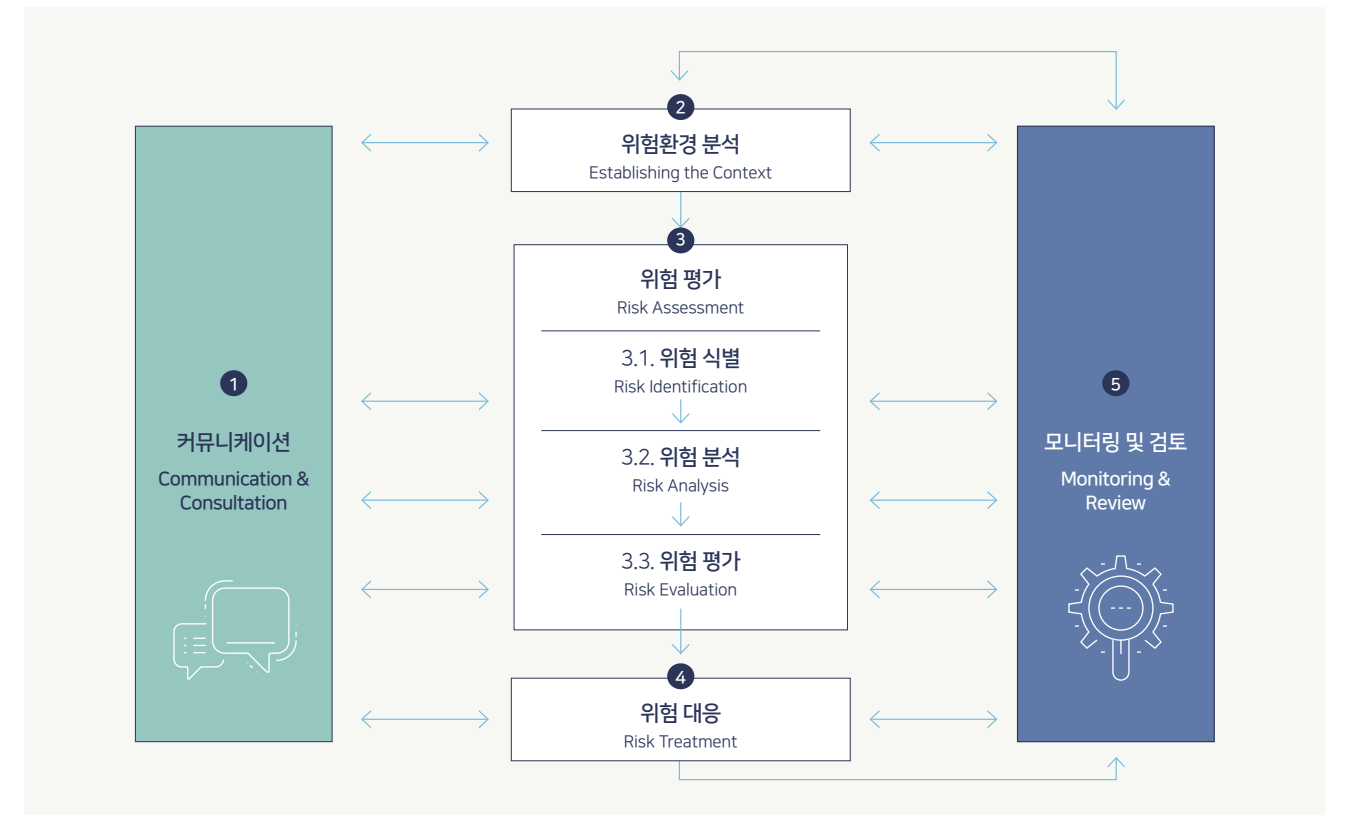 1
커뮤니케이션
Communication &
Consultation
2
위험환경 분석
Establishing the Context
3
위험 평가
Risk Assessment
3.1. 위험 식별
Risk Identification
3.2. 위험 분석
Risk Analysis
3.3. 위험 평가
Risk Evaluation
4
위험 대응
Risk Treatment
5
모니터링 및 검토
Monitoring &
Review